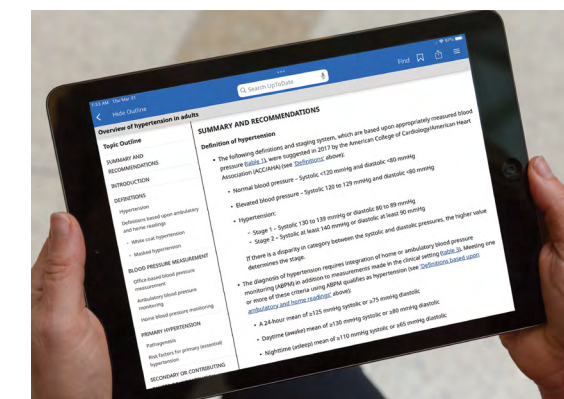 7:53 AM Thu Mar 31
97%
Hide Outline
Search UpToDate
Find
Overview of hypertension in adults
Topic Outline
SUMMARY AND
RECOMMENDATIONS
INTRODUCTION
DEFINITIONS
Hypertension
Definitions based upon ambulatory
and home readings
- White coat hypertension
- Masked hypertension
BLOOD PRESSURE MEASUREMENT
Office-based blood pressure
measurement
Ambulatory blood pressure
monitoring
Home blood pressure monitoring
PRIMARY HYPERTENSION
Pathogenesis
Risk factors for primary (essential)
hypertension
SECONDARY OR CONTRIBUTING
SUMMARY AND RECOMMENDATIONS
Definition of hypertension
• The following definitions and staging system, which are based upon appropriately measured blood
pressure (table 1), were suggested in 2017 by the American College of Cardiology/American Heart
Association (ACC/AHA) (see 'Definitions' above):
• Normal blood pressure – Systolic <120 mmHg and diastolic <80 mmHg
• Elevated blood pressure – Systolic 120 to 129 mmHg and diastolic <80 mmHg
• Hypertension:
- Stage 1 – Systolic 130 to 139 mmHg or diastolic 80 to 89 mmHg
- Stage 2 – Systolic at least 140 mmHg or diastolic at least 90 mmHg
If there is a disparity in category between the systolic and diastolic pressures, the higher value
determines the stage.
• The diagnosis of hypertension requires integration of home or ambulatory blood pressure
monitoring (ABPM) in addition to measurements made in the clinical setting (table 3). Meeting one
or more of these criteria using ABPM qualifies as hypertension (see 'Definitions based upon
ambulatory and home readings' above):
• A 24-hour mean of ≥125 mmHg systolic or ≥75 mmHg diastolic
• Daytime (awake) mean of ≥130 mmHg systolic or ≥80 mmHg diastolic
• Nighttime (asleep) mean of ≥110 mmHg systolic or ≥65 mmHg diastolic